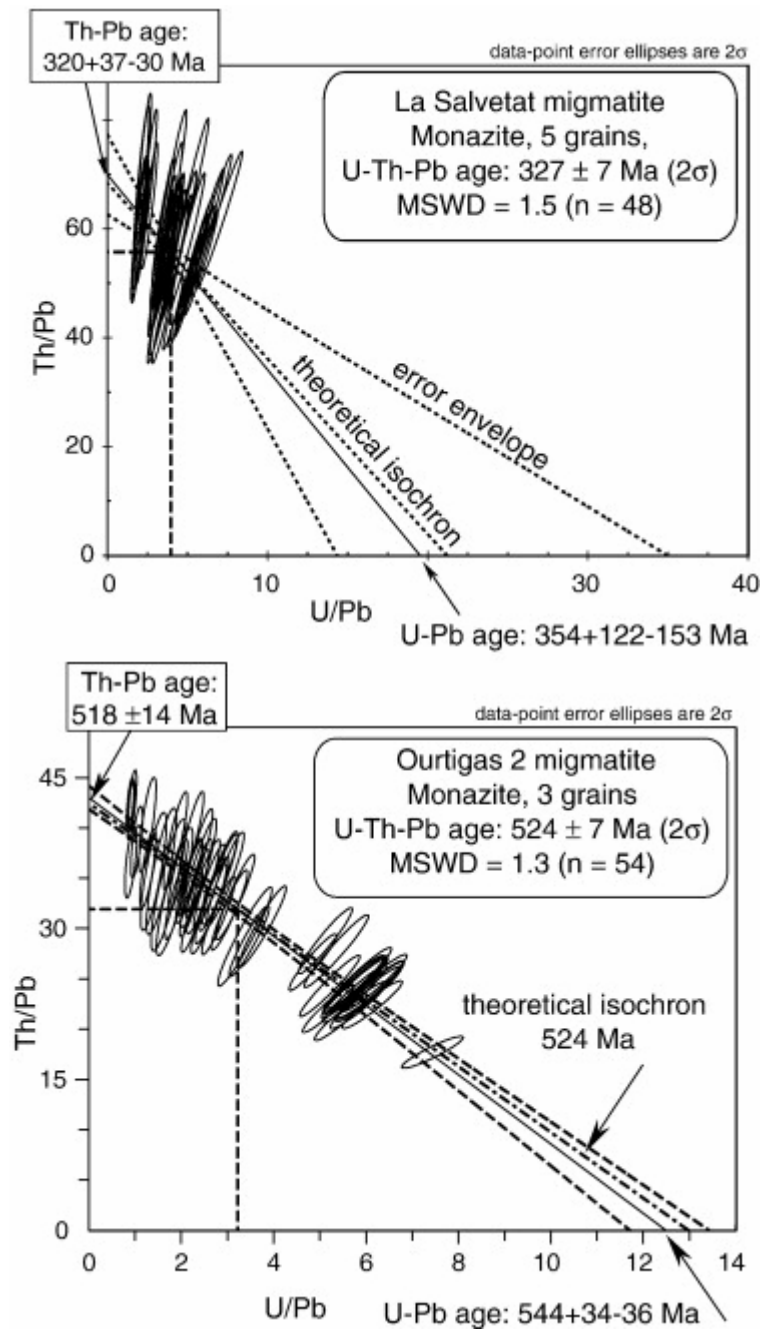 Th-Pb age:
320+37-30 Ma
data-point error ellipses are 2σ
La Salvetat migmatite
Monazite, 5 grains,
U-Th-Pb age: 327 ± 7 Ma (2σ)
MSWD = 1.5 (n = 48)
60
40
20
0
Th/Pb
theoretical isochron
error envelope
0
10
30
40
U/Pb
U-Pb age: 354+122-153 Ma
Th-Pb age:
518 ±14 Ma
data-point error ellipses are 2σ
Ourtigas 2 migmatite
Monazite, 3 grains
U-Th-Pb age: 524 ± 7 Ma (2σ)
MSWD = 1.3 (n = 54)
45
30
15
0
Th/Pb
theoretical isochron
524 Ma
0
2
4
6
8
10
12
14
U/Pb
U-Pb age: 544+34-36 Ma